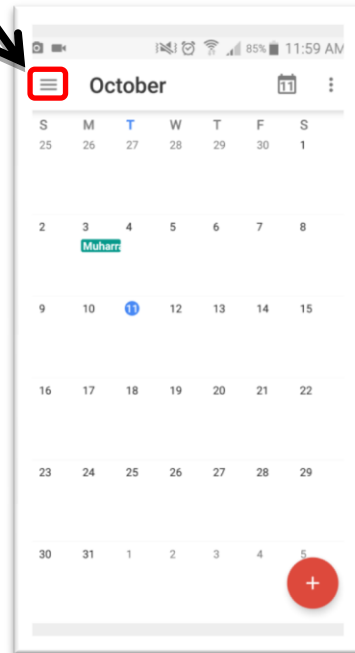 85% 11:59 AM
October 11
S M T W T F S
25 26 27 28 29 30 1
2 3 4 5 6 7 8
Muharra
9 10 11 12 13 14 15
16 17 18 19 20 21 22
23 24 25 26 27 28 29
30 31 1 2 3 4 5
+